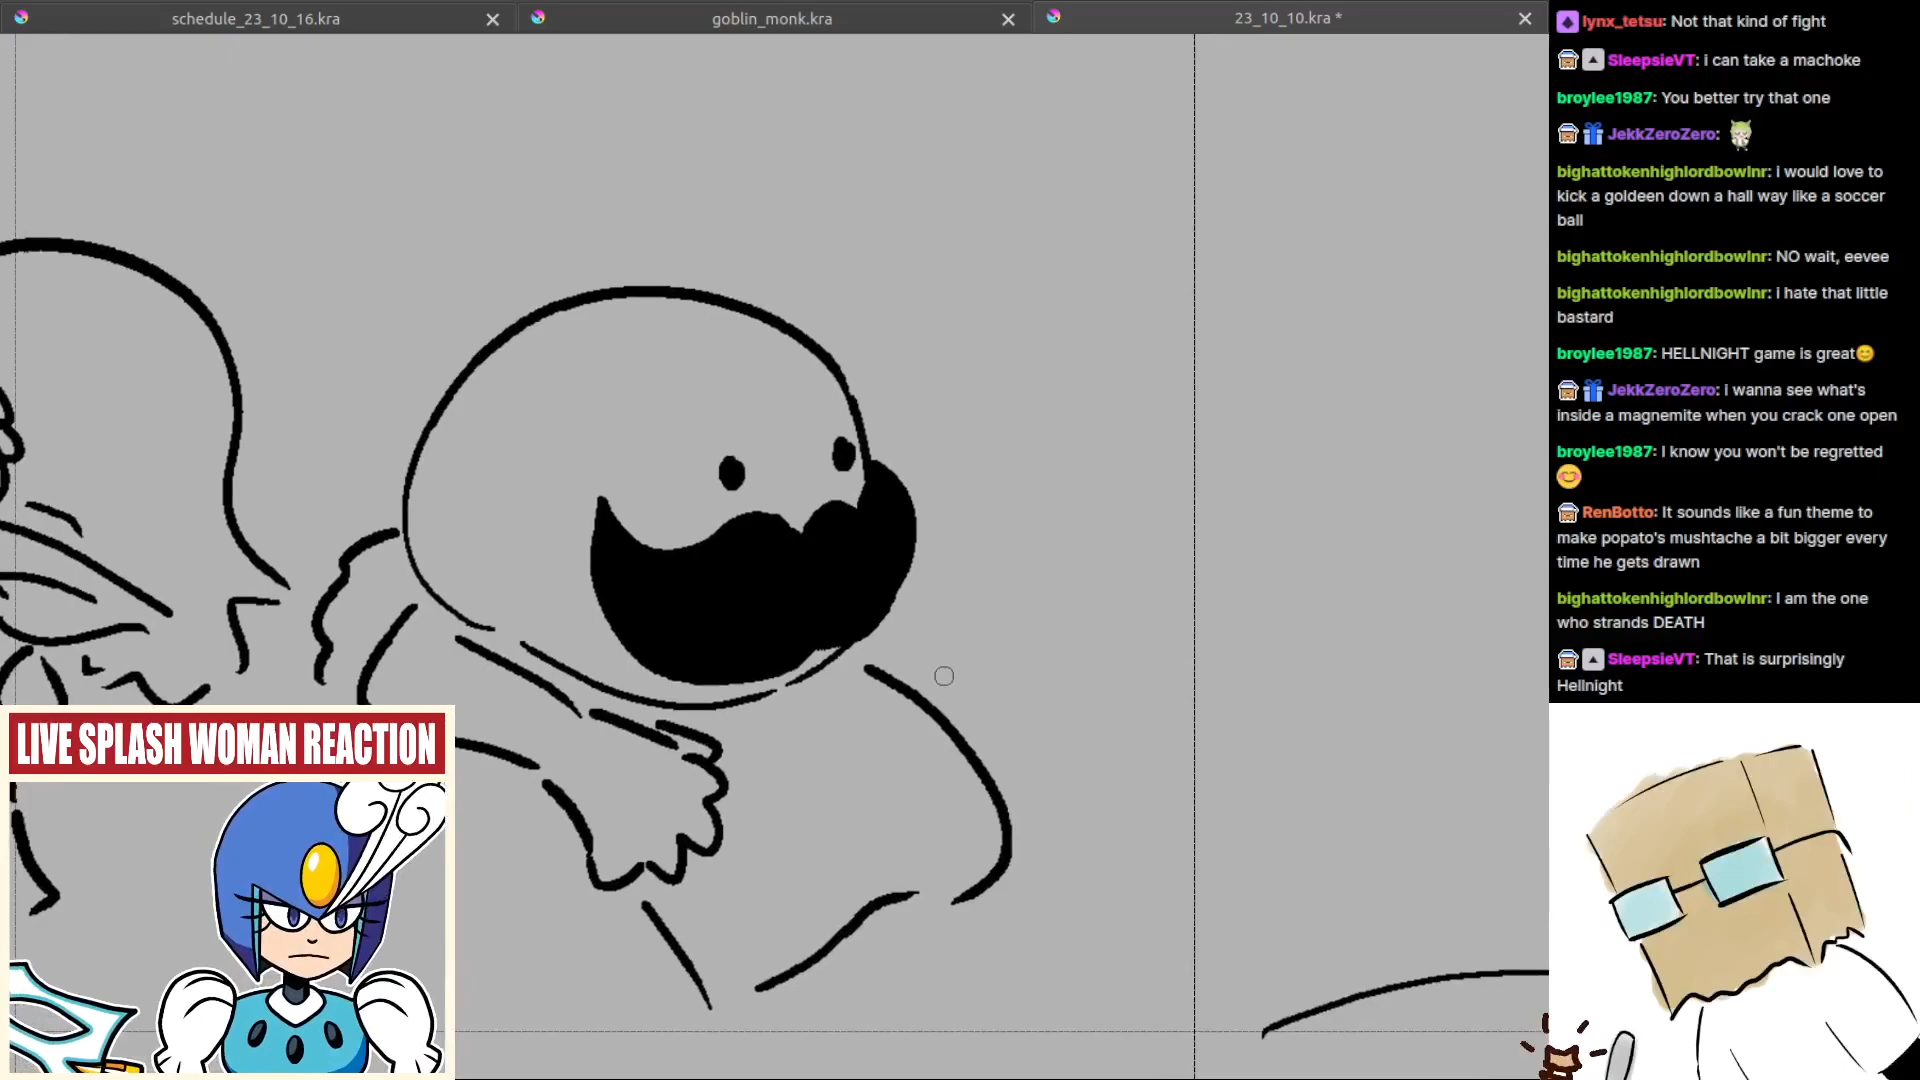 schedule_23_10_16.kra
goblin_monk.kra
23_10_10.kra *
lynx_tetsu: Not that kind of fight
SleepsieVT: i can take a machoke
broylee1987: You better try that one
JekkZeroZero:
bighattokenhighlordbowlnr: i would love to
kick a goldeen down a hall way like a soccer
ball
bighattokenhighlordbowlnr: NO wait, eevee
bighattokenhighlordbowlnr: i hate that little
bastard
broylee1987: HELLNIGHT game is great😊
JekkZeroZero: i wanna see what's
inside a magnemite when you crack one open
broylee1987: I know you won't be regretted
😊
RenBotto: It sounds like a fun theme to
make popato's mushtache a bit bigger every
time he gets drawn
bighattokenhighlordbowlnr: I am the one
who strands DEATH
SleepsieVT: That is surprisingly
Hellnight
LIVE SPLASH WOMAN REACTION